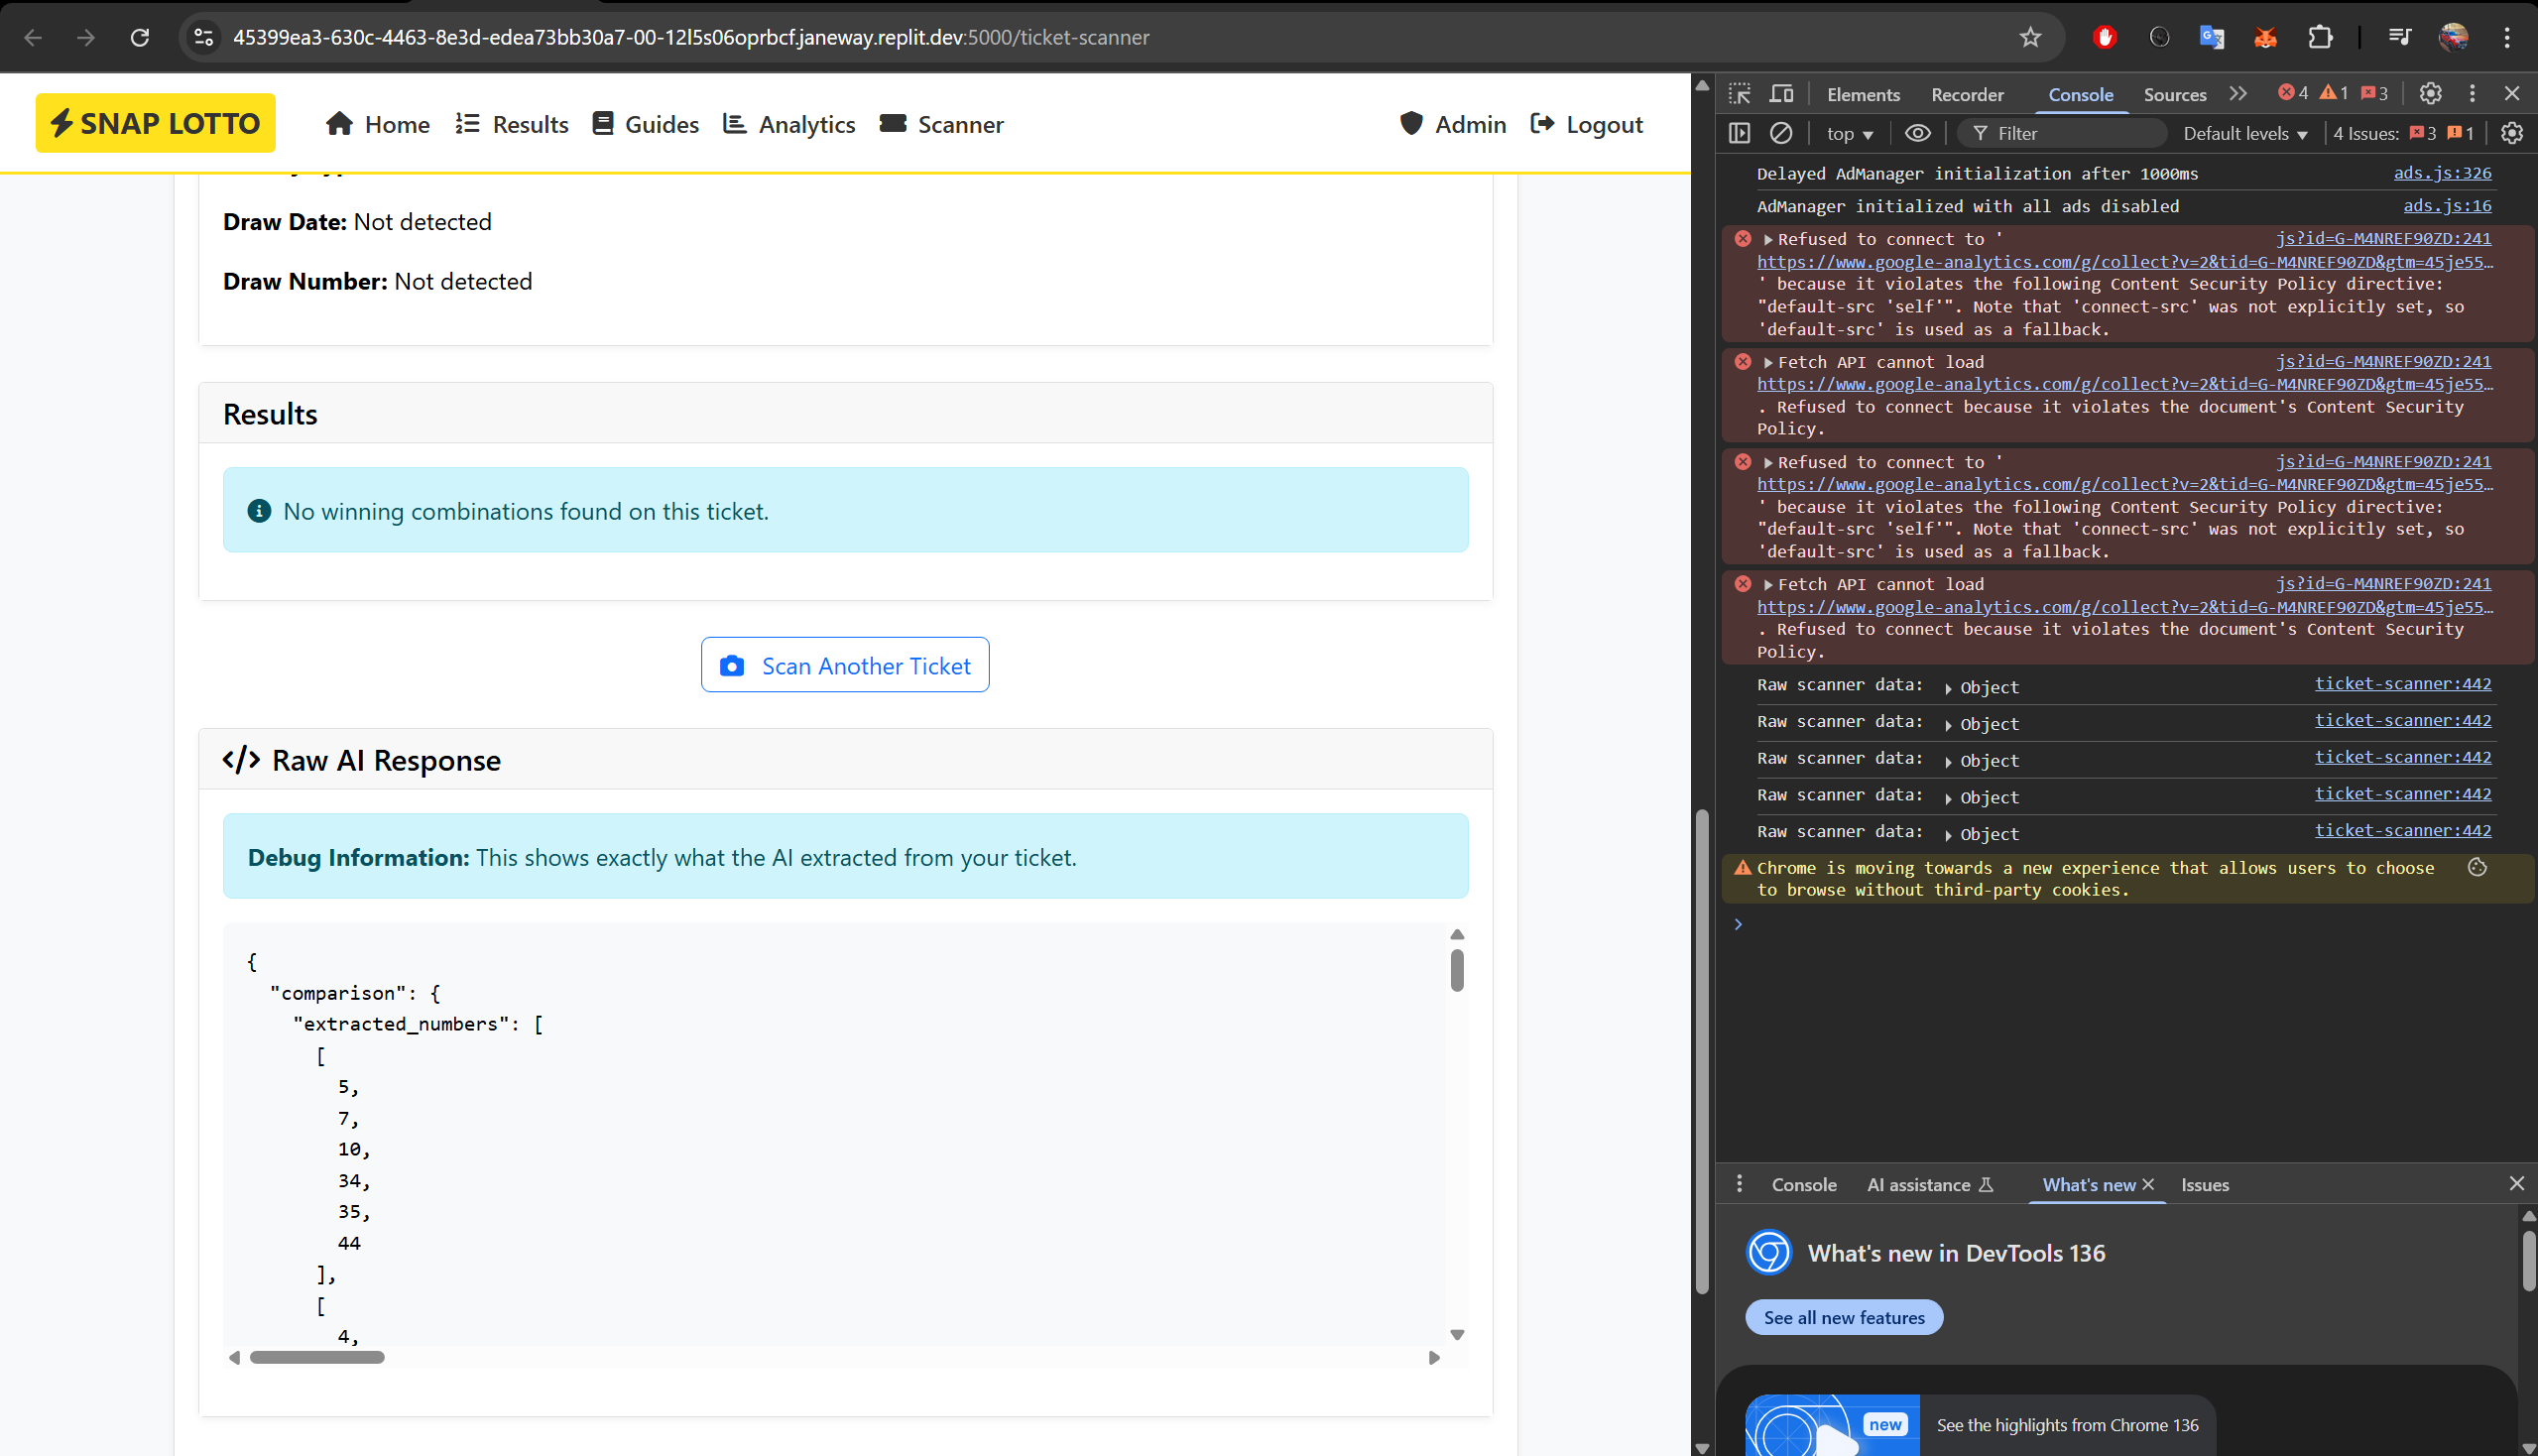 45399ea3-630c-4463-8e3d-edea73bb30a7-00-12l5s06oprbcf.janeway.replit.dev:5000/ticket-scanner
SNAP LOTTO
Home
Results
Guides
Analytics
Scanner
Admin
Logout
Draw Date: Not detected
Draw Number: Not detected
Results
No winning combinations found on this ticket.
Scan Another Ticket
</> Raw AI Response
Debug Information: This shows exactly what the AI extracted from your ticket.
{
"comparison": {
"extracted_numbers": [
[
5,
7,
10,
34,
35,
44
],
[
4,
Elements
Recorder
Console
Sources
4
1
3
top
Filter
Default levels
4 Issues:
3
1
Delayed AdManager initialization after 1000ms ads.js:326
AdManager initialized with all ads disabled ads.js:16
Refused to connect to ' js?id=G-M4NREF90ZD:241
https://www.google-analytics.com/g/collect?v=2&tid=G-M4NREF90ZD&gtm=45je55…
' because it violates the following Content Security Policy directive:
"default-src 'self'". Note that 'connect-src' was not explicitly set, so
'default-src' is used as a fallback.
Fetch API cannot load js?id=G-M4NREF90ZD:241
https://www.google-analytics.com/g/collect?v=2&tid=G-M4NREF90ZD&gtm=45je55…
. Refused to connect because it violates the document's Content Security
Policy.
Refused to connect to ' js?id=G-M4NREF90ZD:241
https://www.google-analytics.com/g/collect?v=2&tid=G-M4NREF90ZD&gtm=45je55…
' because it violates the following Content Security Policy directive:
"default-src 'self'". Note that 'connect-src' was not explicitly set, so
'default-src' is used as a fallback.
Fetch API cannot load js?id=G-M4NREF90ZD:241
https://www.google-analytics.com/g/collect?v=2&tid=G-M4NREF90ZD&gtm=45je55…
. Refused to connect because it violates the document's Content Security
Policy.
Raw scanner data: Object ticket-scanner:442
Raw scanner data: Object ticket-scanner:442
Raw scanner data: Object ticket-scanner:442
Raw scanner data: Object ticket-scanner:442
Raw scanner data: Object ticket-scanner:442
Chrome is moving towards a new experience that allows users to choose
to browse without third-party cookies.
Console
AI assistance
What's new
Issues
What's new in DevTools 136
See all new features
new
See the highlights from Chrome 136